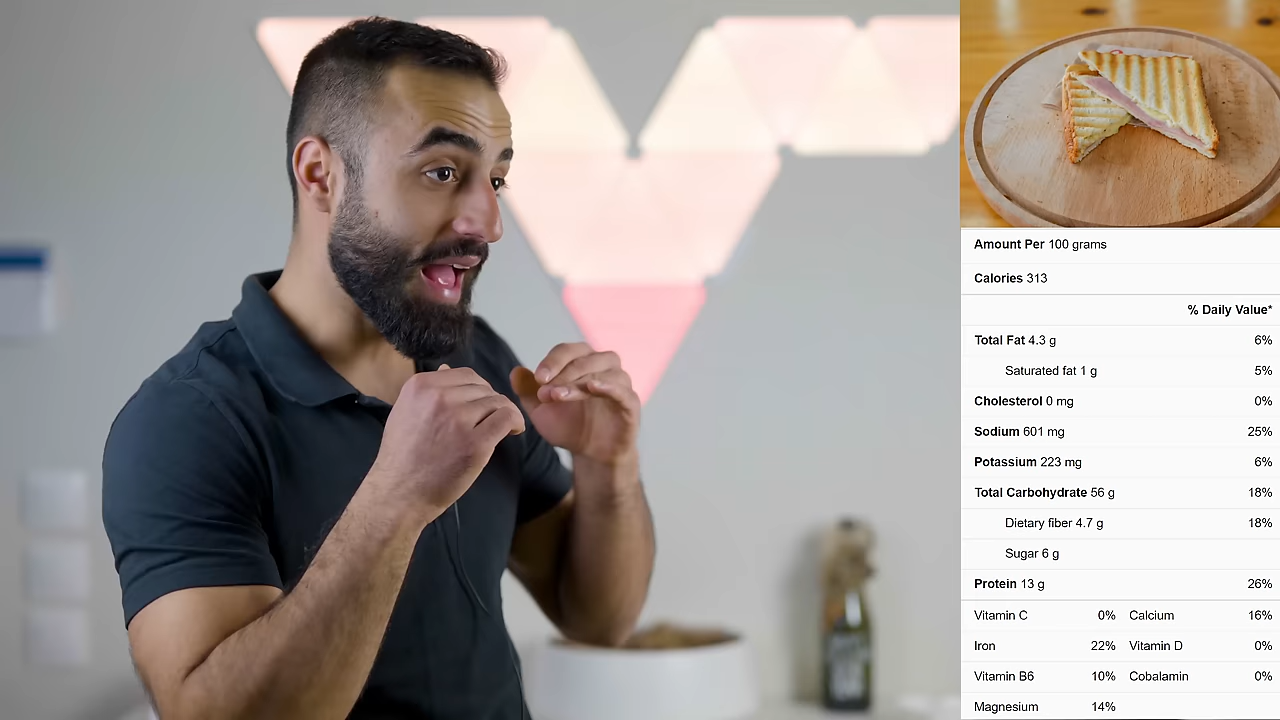 Amount Per 100 grams
Calories 313
% Daily Value*
Total Fat 4.3 g 6%
Saturated fat 1 g 5%
Cholesterol 0 mg 0%
Sodium 601 mg 25%
Potassium 223 mg 6%
Total Carbohydrate 56 g 18%
Dietary fiber 4.7 g 18%
Sugar 6 g
Protein 13 g 26%
Vitamin C 0% Calcium 16%
Iron 22% Vitamin D 0%
Vitamin B6 10% Cobalamin 0%
Magnesium 14%